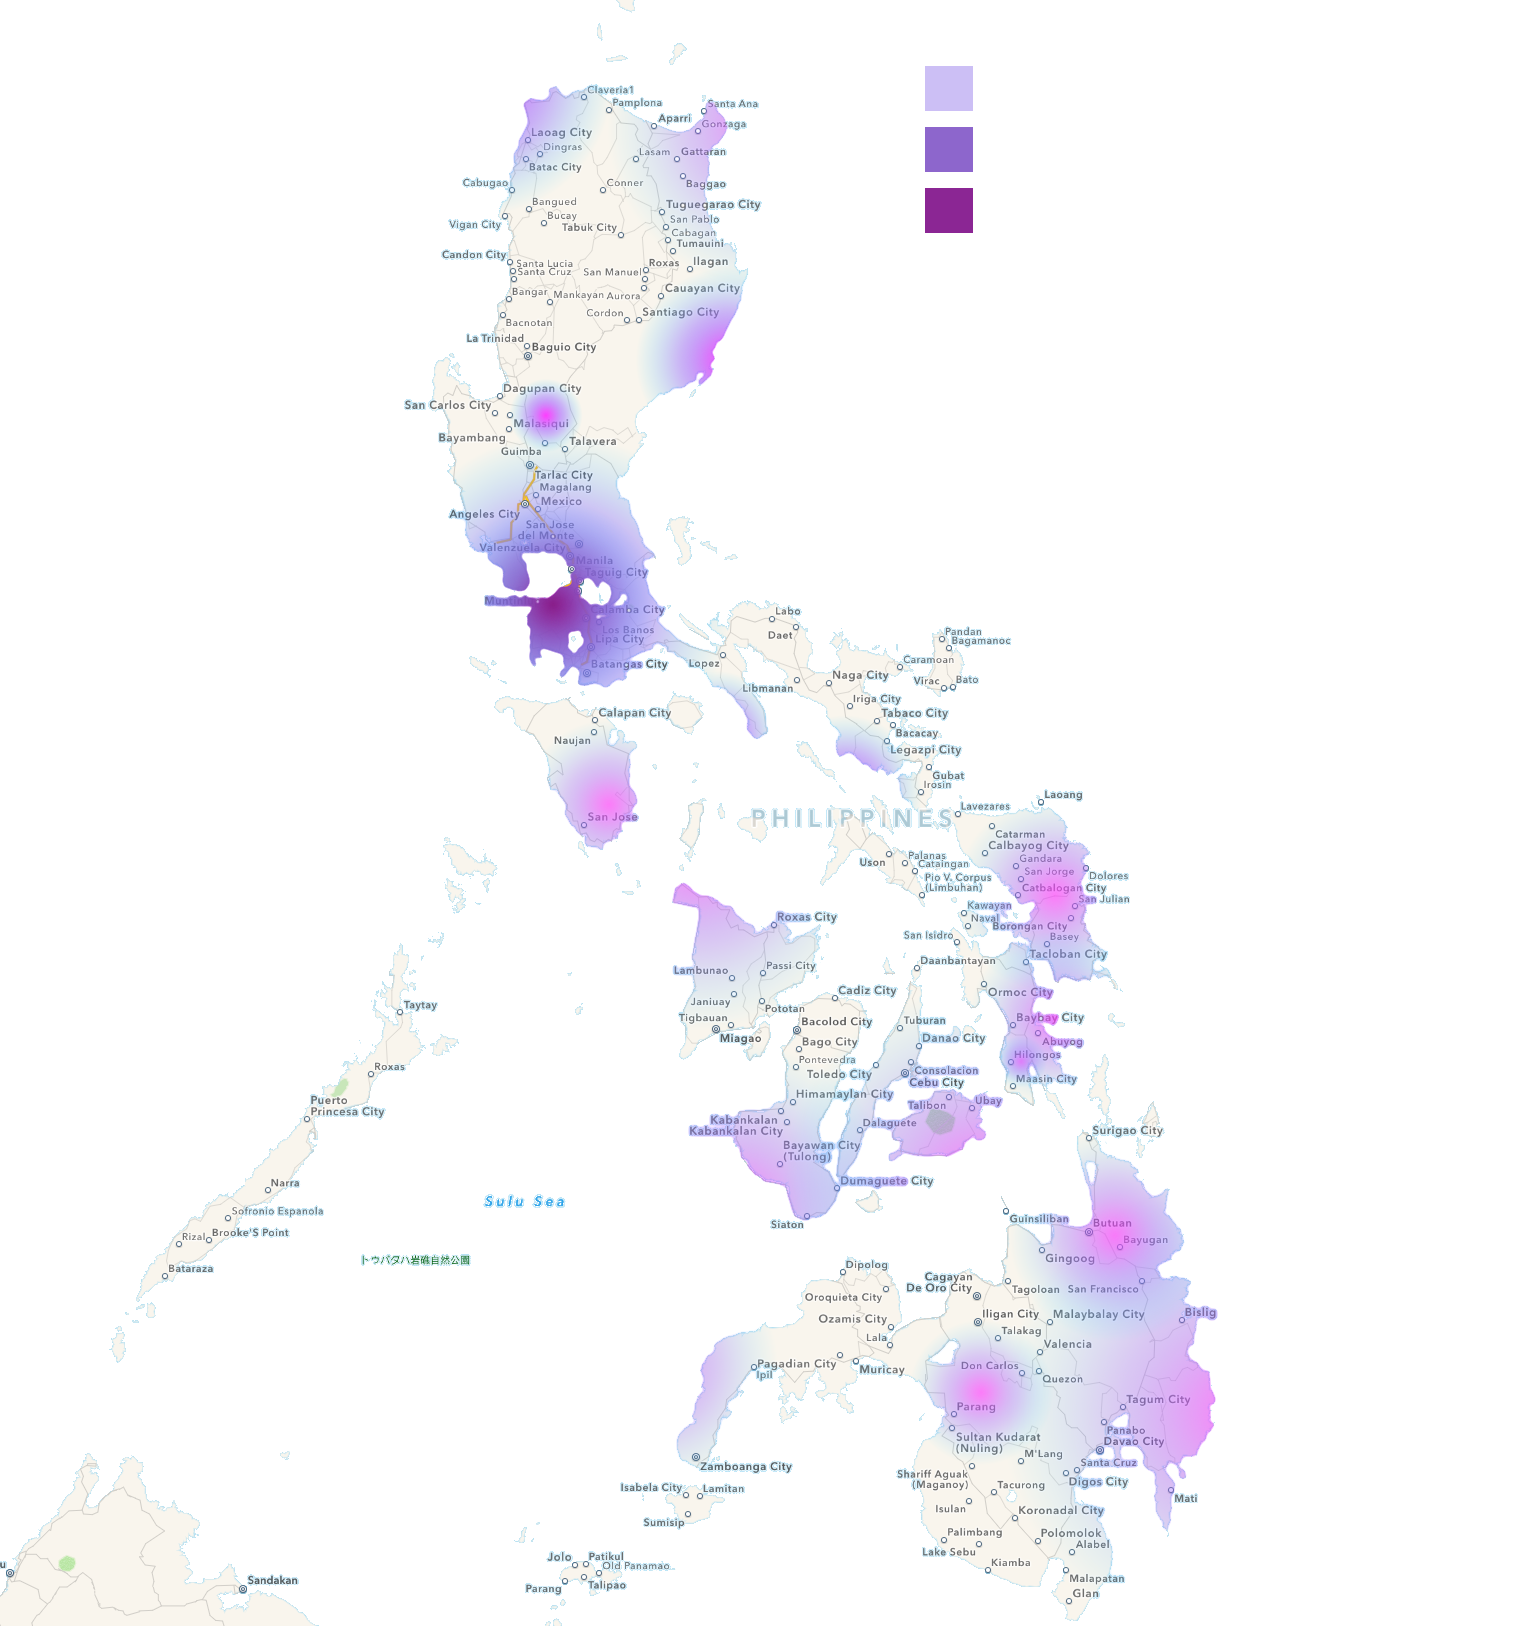 Claveria1
Pamplona
Santa Ana
Aparri
Gonzaga
Laoag City
Dingras
Lasam
Gattaran
Batac City
Cabugao
Conner
Baggao
Bangued
Tuguegarao City
Bucay
San Pablo
Vigan City
Tabuk City
Cabagan
Tumauini
Candon City
Santa Lucia
Roxas
Ilagan
Santa Cruz
San Manuel
Bangar
Mankayan
Aurora
Cauayan City
Bacnotan
Cordon
Santiago City
La Trinidad
Baguio City
Dagupan City
San Carlos City
Malasiqui
Bayambang
Talavera
Guimba
Tarlac City
Magalang
Mexico
Angeles City
San Jose
del Monte
Valenzuela City
Manila
Taguig City
Calamba City
Los Banos
Lipa City
Batangas City
Labo
Daet
Pandan
Bagamanoc
Lopez
Caramoan
Naga City
Virac
Bato
Libmanan
Iriga City
Calapan City
Tabaco City
Naujan
Bacacay
Legazpi City
Gubat
Irosin
Laoang
Lavezares
San Jose
PHILIPPINES
Catarman
Calbayog City
Uson
Palanas
Cataingan
Gandara
San Jorge
Dolores
Pio V. Corpus
(Limbuhan)
Catbalogan City
San Julian
Kawayan
Naval
Roxas City
Borongan City
San Isidro
Basey
Tacloban City
Daanbantayan
Lambunao
Passi City
Cadiz City
Ormoc City
Janiuay
Pototan
Taytay
Tigbauan
Bacolod City
Tuburan
Baybay City
Miagao
Bago City
Danao City
Abuyog
Pontevedra
Hilongos
Roxas
Toledo City
Consolacion
Cebu City
Maasin City
Himamaylan City
Puerto
Princesa City
Talibon
Ubay
Kabankalan
Kabankalan City
Dalaguete
Surigao City
Bayawan City
(Tulong)
Narra
Dumaguete City
Sulu Sea
Sofronio Espanola
Siaton
Guinsiliban
Butuan
Rizal
Brooke'S Point
Bayugan
トゥバタハ岩礁自然公園
Gingoog
Bataraza
Dipolog
Cagayan
De Oro City
Tagoloan
San Francisco
Oroquieta City
Iligan City
Malaybalay City
Bislig
Ozamis City
Talakag
Lala
Valencia
Pagadian City
Muricay
Don Carlos
Ipil
Quezon
Parang
Tagum City
Panabo
Sultan Kudarat
(Nuling)
Davao City
M'Lang
Zamboanga City
Santa Cruz
Shariff Aguak
(Maganoy)
Digos City
Isabela City
Lamitan
Tacurong
Mati
Isulan
Koronadal City
Sumisip
Palimbang
Polomolok
Lake Sebu
Alabel
Jolo
Patikul
Old Panamao
Kiamba
Malapatan
Parang
Talipao
Sandakan
Glan